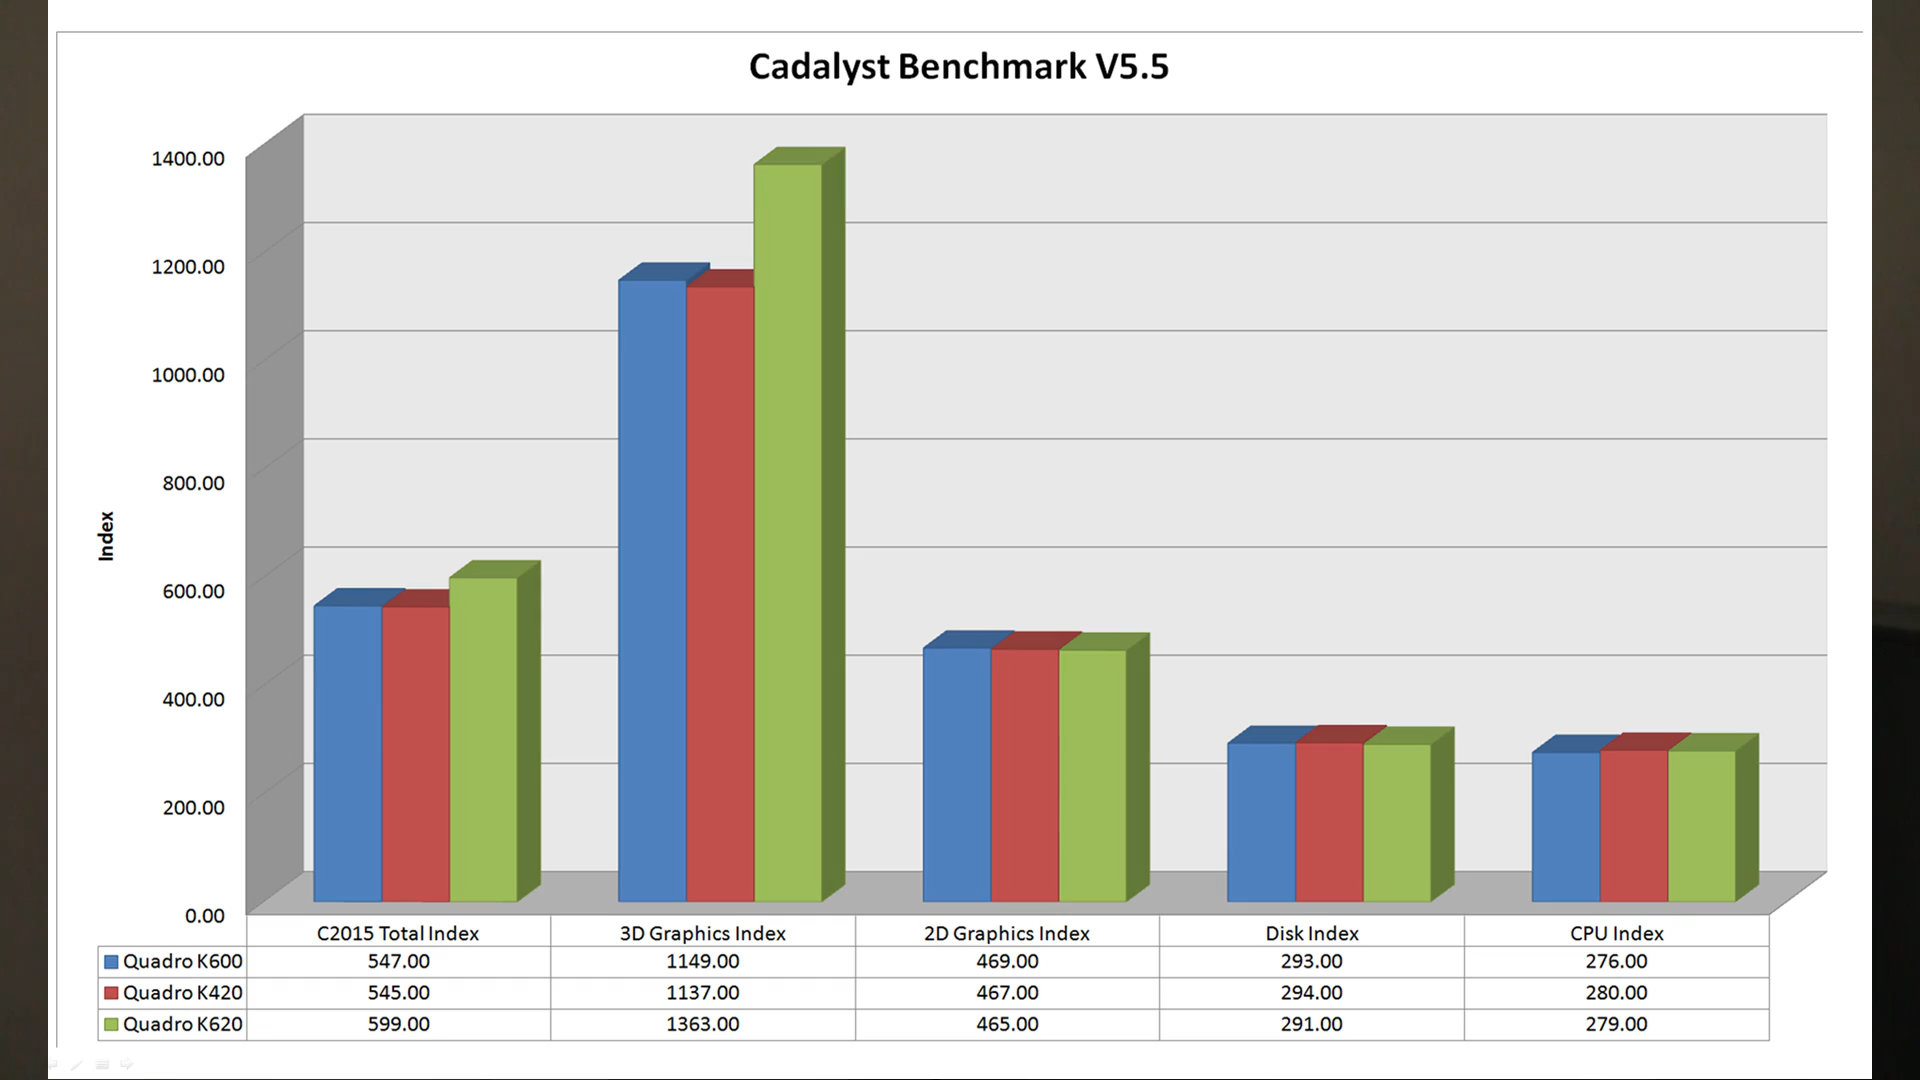 Cadalyst Benchmark V5.5
1400.00
1200.00
1000.00
800.00
600.00
400.00
200.00
0.00
Index
C2015 Total Index 3D Graphics Index 2D Graphics Index Disk Index CPU Index
Quadro K600 547.00 1149.00 469.00 293.00 276.00
Quadro K420 545.00 1137.00 467.00 294.00 280.00
Quadro K620 599.00 1363.00 465.00 291.00 279.00